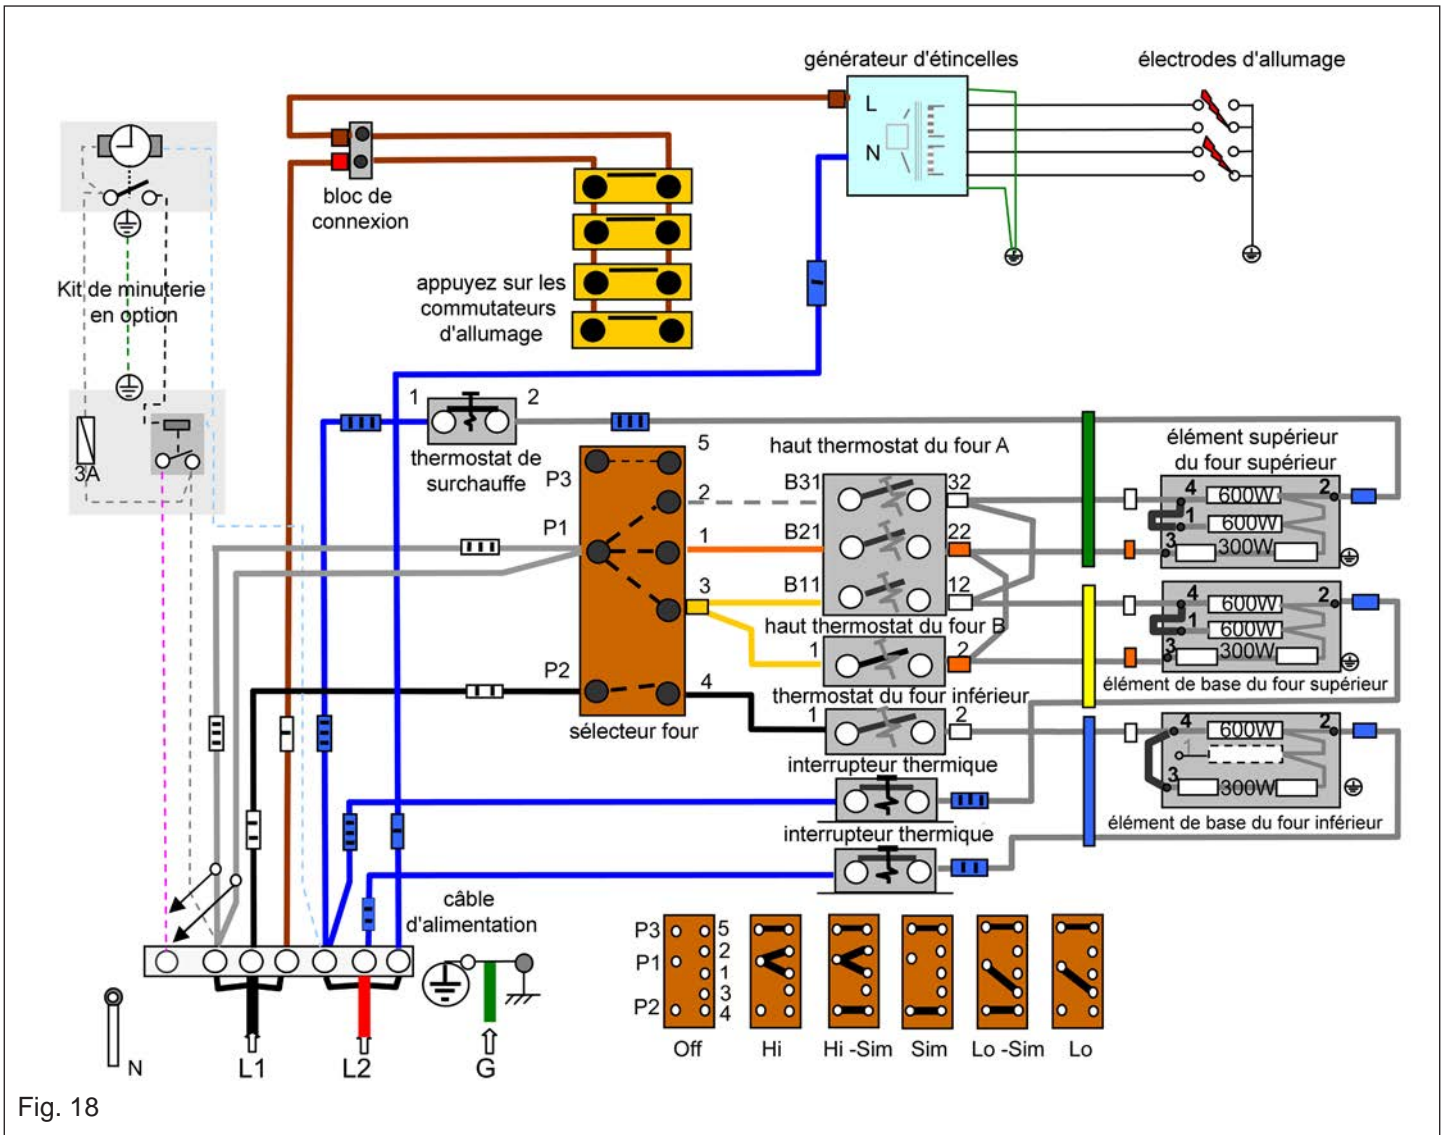 générateur d'étincelles
électrodes d'allumage
L
N
bloc de
connexion
appuyez sur les
commutateurs
d'allumage
Kit de minuterie
en option
3A
1
2
thermostat de
surchauffe
P3
P1
P2
5
2
1
3
4
sélecteur four
haut thermostat du four A
B31
32
B21
22
B11
12
haut thermostat du four B
1
2
thermostat du four inférieur
1
2
interrupteur thermique
interrupteur thermique
élément supérieur
du four supérieur
4
600W
2
1
600W
3
300W
4
600W
2
1
600W
3
300W
élément de base du four supérieur
4
600W
2
1
3
300W
élément de base du four inférieur
câble
d'alimentation
N
L1
L2
G
P3
5
2
P1
1
3
P2
4
Off
Hi
Hi -Sim
Sim
Lo -Sim
Lo
Fig. 18